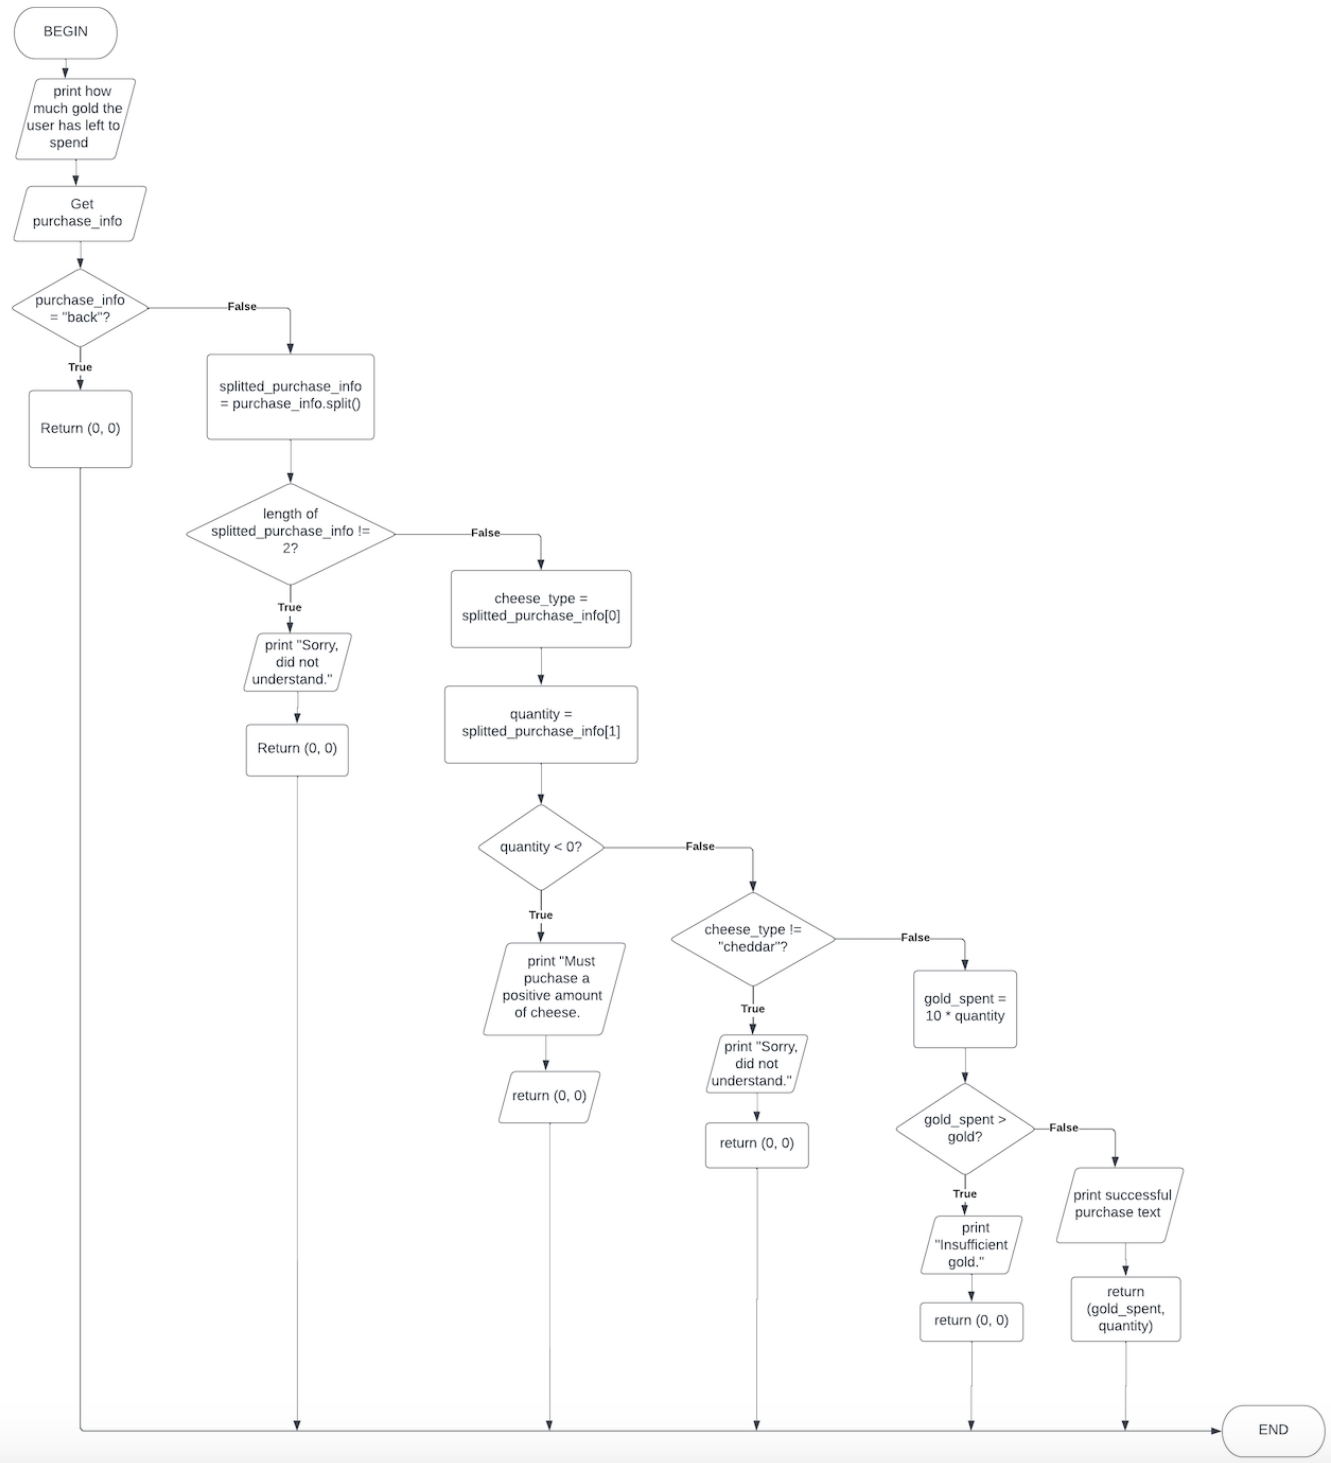 BEGIN
print how
much gold the
user has left to
spend
Get
purchase_info
purchase_info
= "back"?
False
True
Return (0, 0)
splitted_purchase_info
= purchase_info.split()
length of
splitted_purchase_info !=
2?
False
True
print "Sorry,
did not
understand."
Return (0, 0)
cheese_type =
splitted_purchase_info[0]
quantity =
splitted_purchase_info[1]
quantity < 0?
False
True
print "Must
puchase a
positive amount
of cheese.
return (0, 0)
cheese_type !=
"cheddar"?
False
True
print "Sorry,
did not
understand."
return (0, 0)
gold_spent =
10 * quantity
gold_spent >
gold?
False
True
print
"Insufficient
gold."
return (0, 0)
print successful
purchase text
return
(gold_spent,
quantity)
END